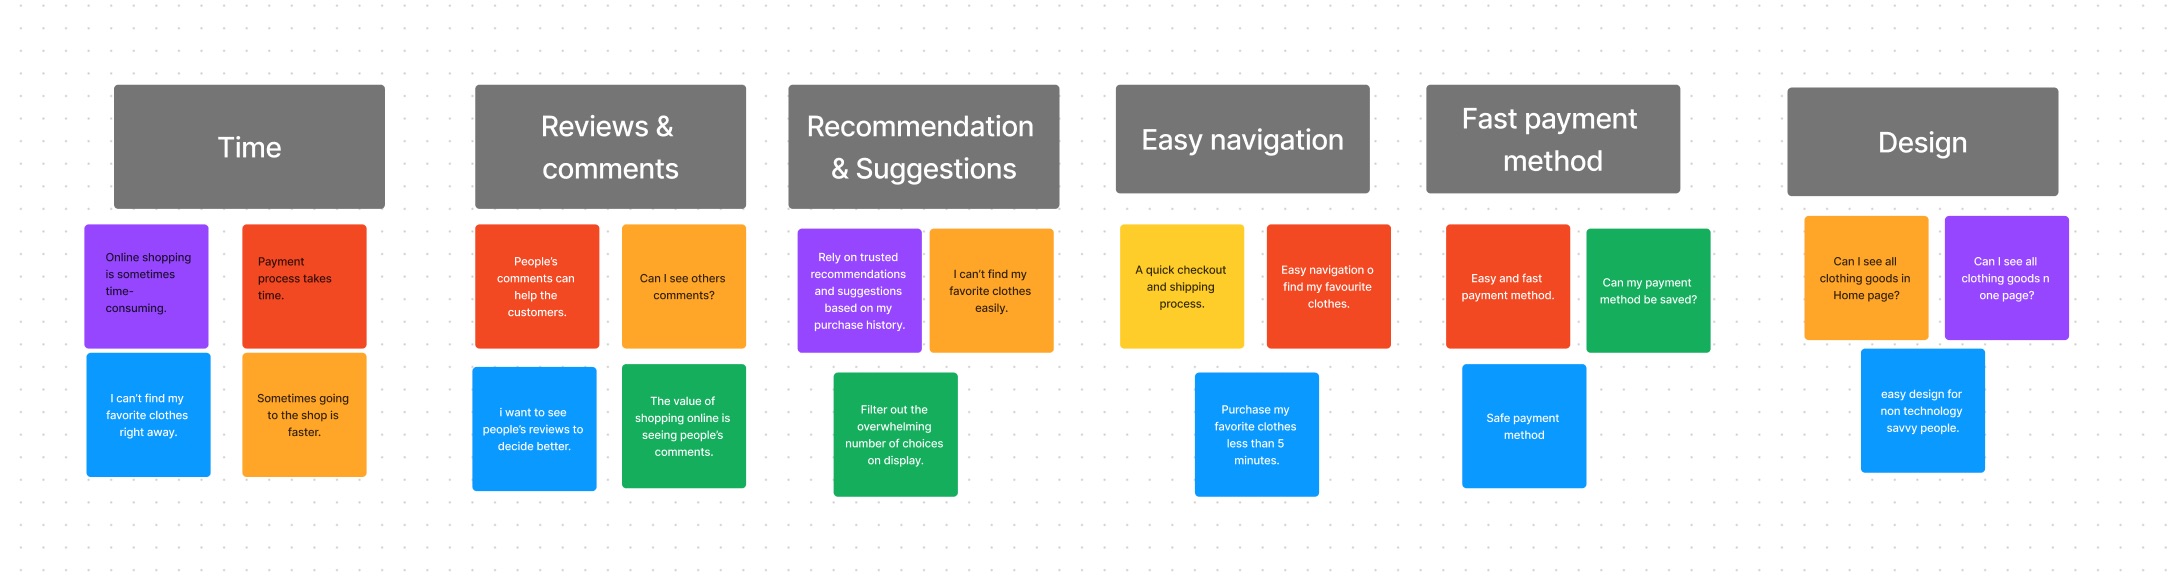 Time
Online shopping
is sometimes
time-
consuming.
Payment
process takes
time.
I can't find my
favorite clothes
right away.
Sometimes going
to the shop is
faster.
Reviews &
comments
People's
comments can
help the
customers.
Can I see others
comments?
i want to see
people's reviews to
decide better.
The value of
shopping online is
seeing people's
comments.
Recommendation
& Suggestions
Rely on trusted
recommendations
and suggestions
based on my
purchase history.
I can't find my
favorite clothes
easily.
Filter out the
overwhelming
number of choices
on display.
Easy navigation
A quick checkout
and shipping
process.
Easy navigation o
find my favourite
clothes.
Purchase my
favorite clothes
less than 5
minutes.
Fast payment
method
Easy and fast
payment method.
Can my payment
method be saved?
Safe payment
method
Design
Can I see all
clothing goods in
Home page?
Can I see all
clothing goods n
one page?
easy design for
non technology
savvy people.